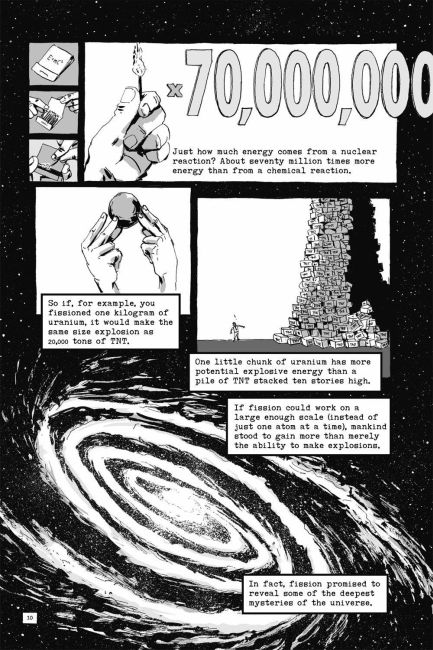 E=mc²
x 70,000,000
Just how much energy comes from a nuclear
reaction? About seventy million times more
energy than from a chemical reaction.
So if, for example, you
fissioned one kilogram of
uranium, it would make the
same size explosion as
20,000 tons of TNT.
One little chunk of uranium has more
potential explosive energy than a
pile of TNT stacked ten stories high.
If fission could work on a
large enough scale (instead of
just one atom at a time), mankind
stood to gain more than merely
the ability to make explosions.
In fact, fission promised to
reveal some of the deepest
mysteries of the universe.
10